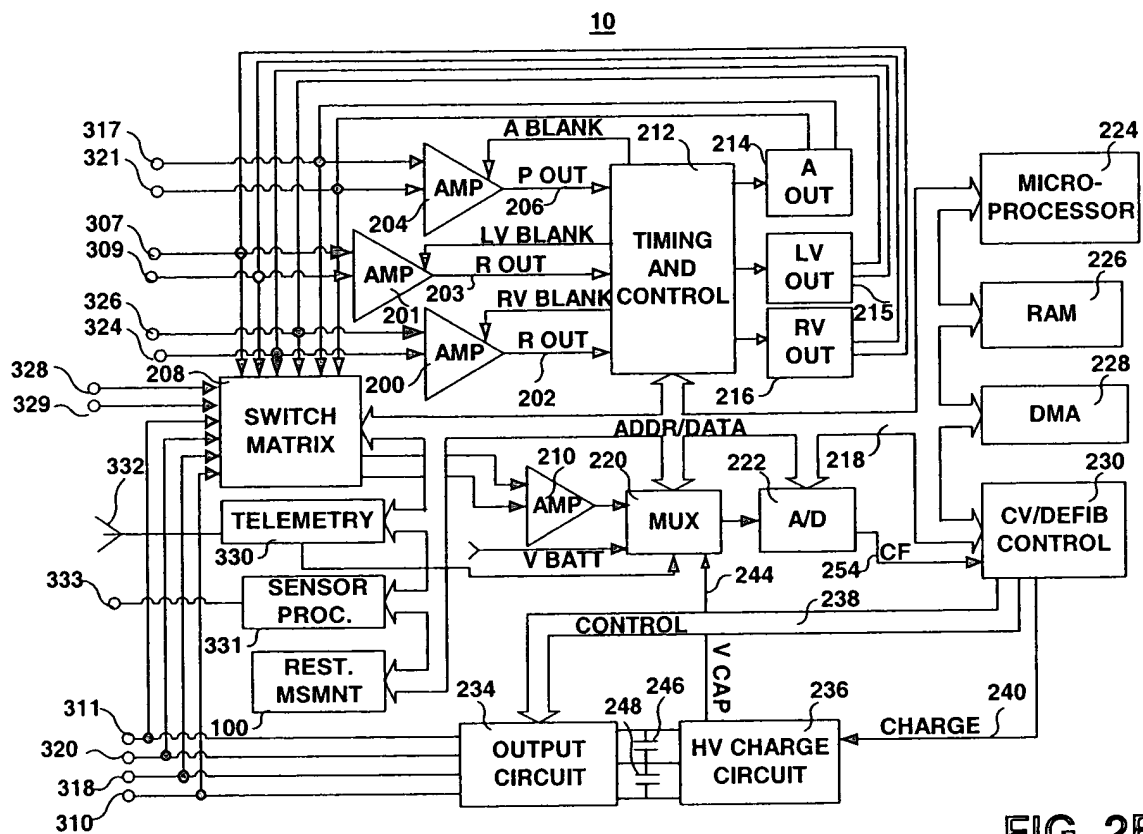 10
317
321
307
309
326
324
328
329
208
332
333
311
320
318
310
A BLANK
AMP
204
P OUT
206
LV BLANK
AMP
201
R OUT
203
RV BLANK
AMP
200
R OUT
202
212
TIMING
AND
CONTROL
214
A
OUT
LV
OUT
215
RV
OUT
216
224
MICRO-
PROCESSOR
226
RAM
228
DMA
230
CV/DEFIB
CONTROL
SWITCH
MATRIX
ADDR/DATA
218
210
AMP
220
MUX
222
A/D
CF
254
TELEMETRY
330
V BATT
244
SENSOR
PROC.
331
REST.
MSMNT
100
238
CONTROL
V CAP
234
OUTPUT
CIRCUIT
248
246
236
HV CHARGE
CIRCUIT
240
CHARGE